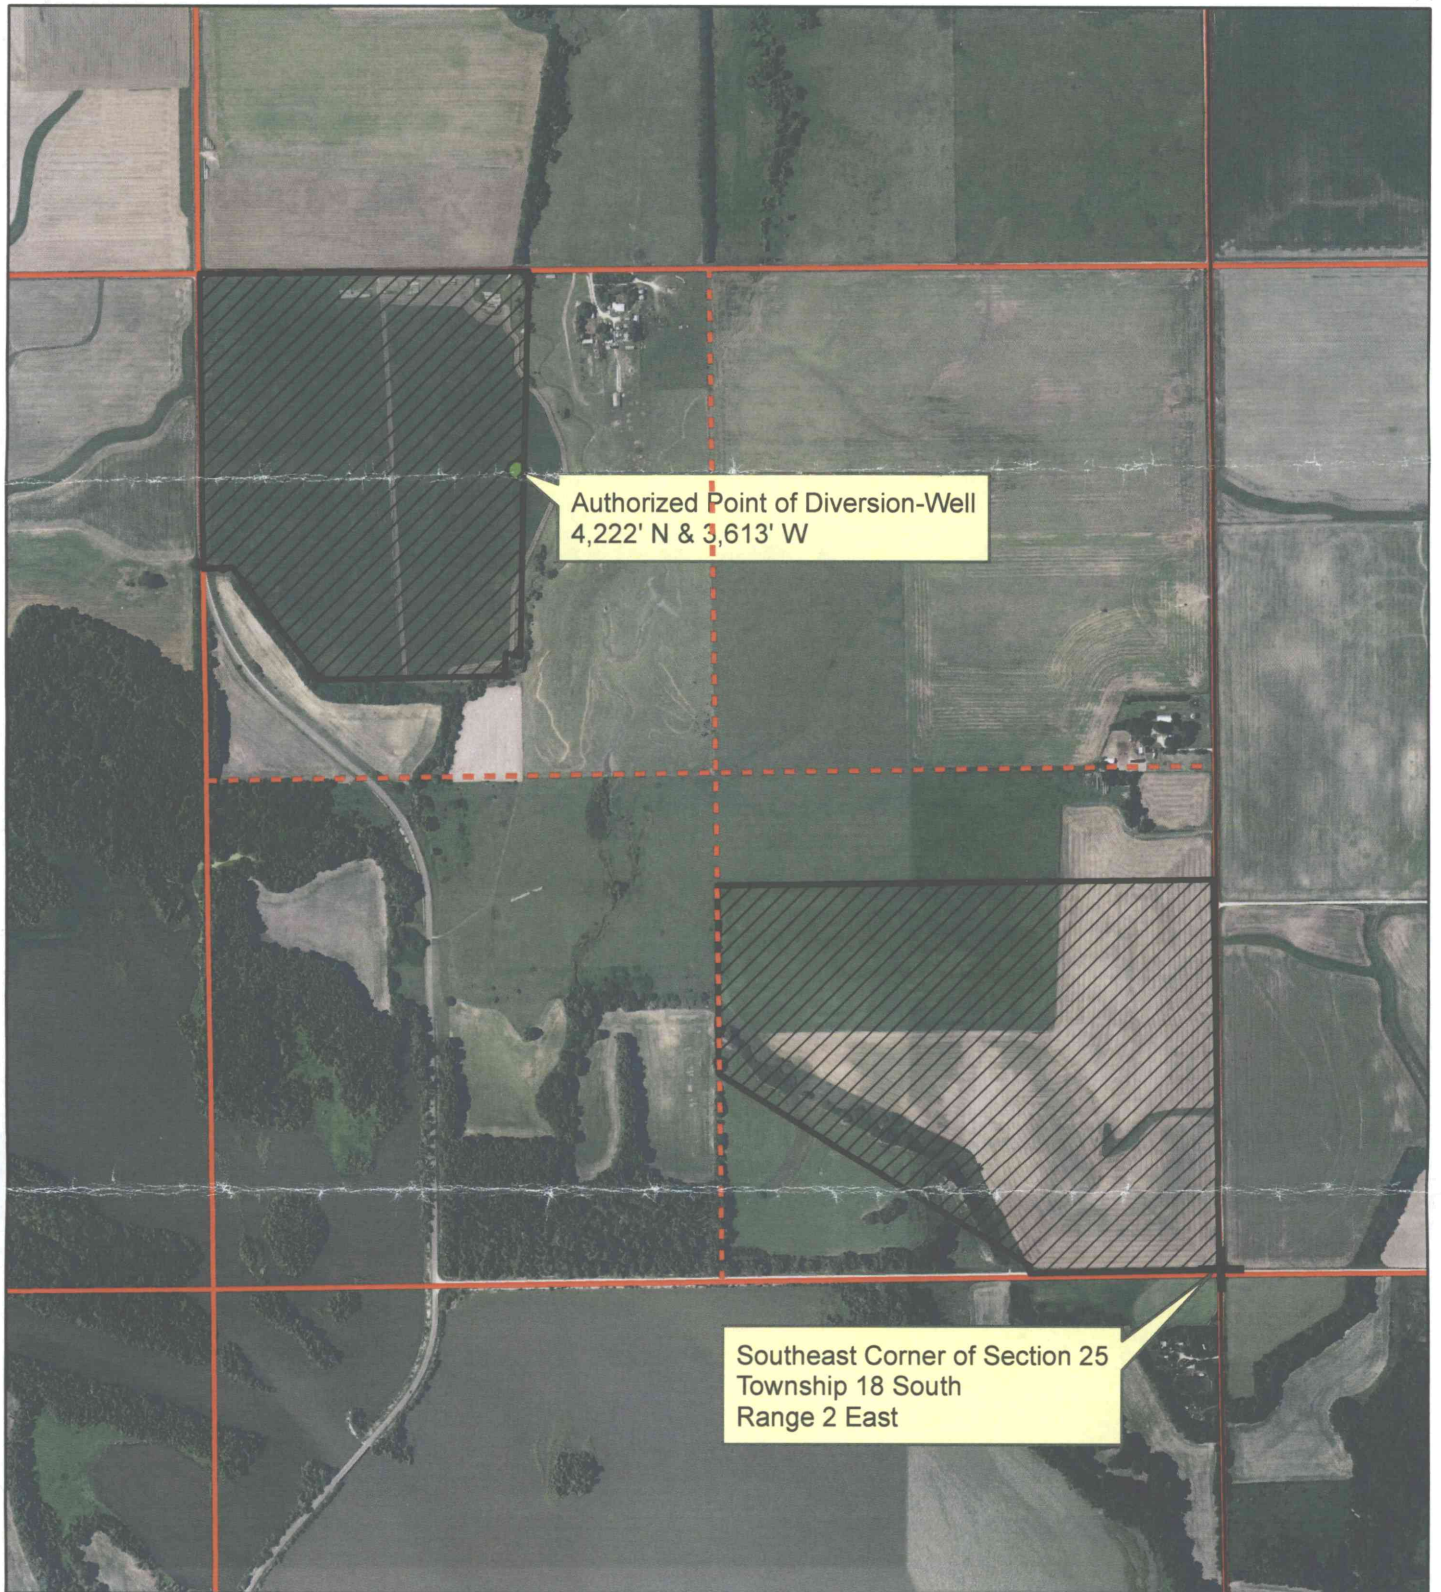 Authorized Point of Diversion-Well
4,222' N & 3,613' W
Southeast Corner of Section 25
Township 18 South
Range 2 East